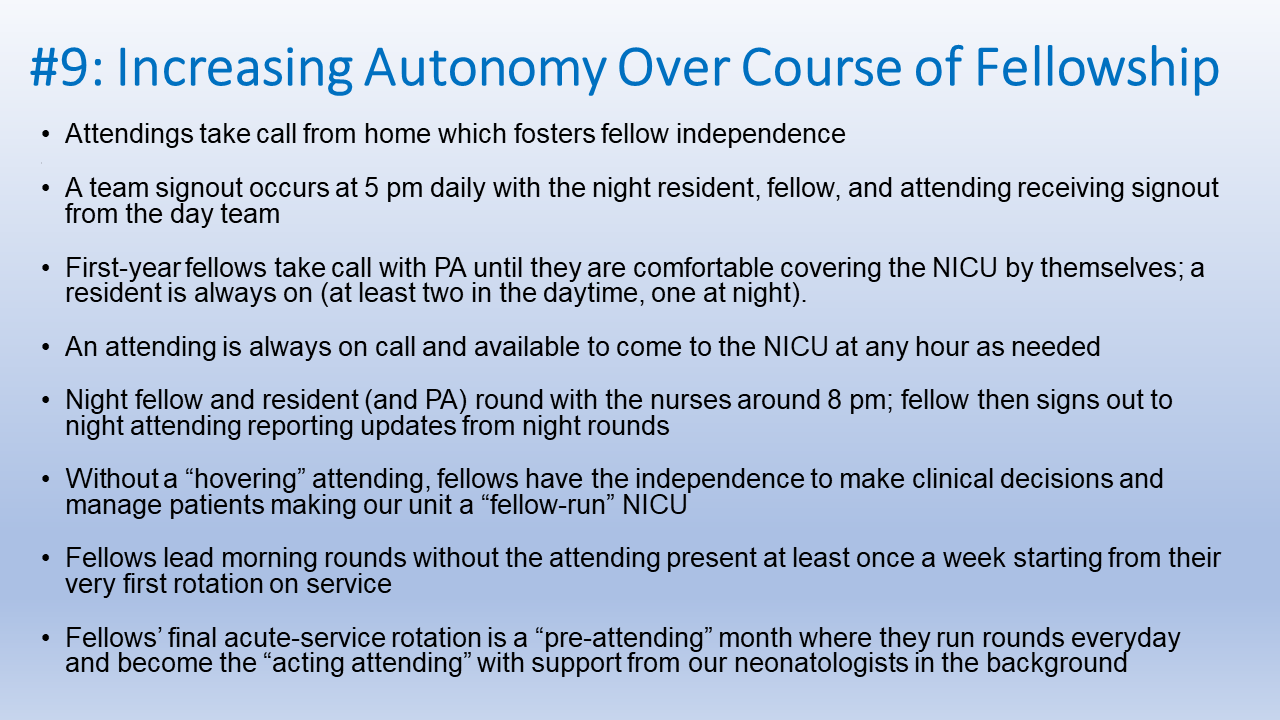 #9: Increasing Autonomy Over Course of Fellowship
• Attendings take call from home which fosters fellow independence
• A team signout occurs at 5 pm daily with the night resident, fellow, and attending receiving signout
from the day team
• First-year fellows take call with PA until they are comfortable covering the NICU by themselves; a
resident is always on (at least two in the daytime, one at night).
• An attending is always on call and available to come to the NICU at any hour as needed
• Night fellow and resident (and PA) round with the nurses around 8 pm; fellow then signs out to
night attending reporting updates from night rounds
• Without a “hovering” attending, fellows have the independence to make clinical decisions and
manage patients making our unit a “fellow-run” NICU
• Fellows lead morning rounds without the attending present at least once a week starting from their
very first rotation on service
• Fellows’ final acute-service rotation is a “pre-attending” month where they run rounds everyday
and become the “acting attending” with support from our neonatologists in the background